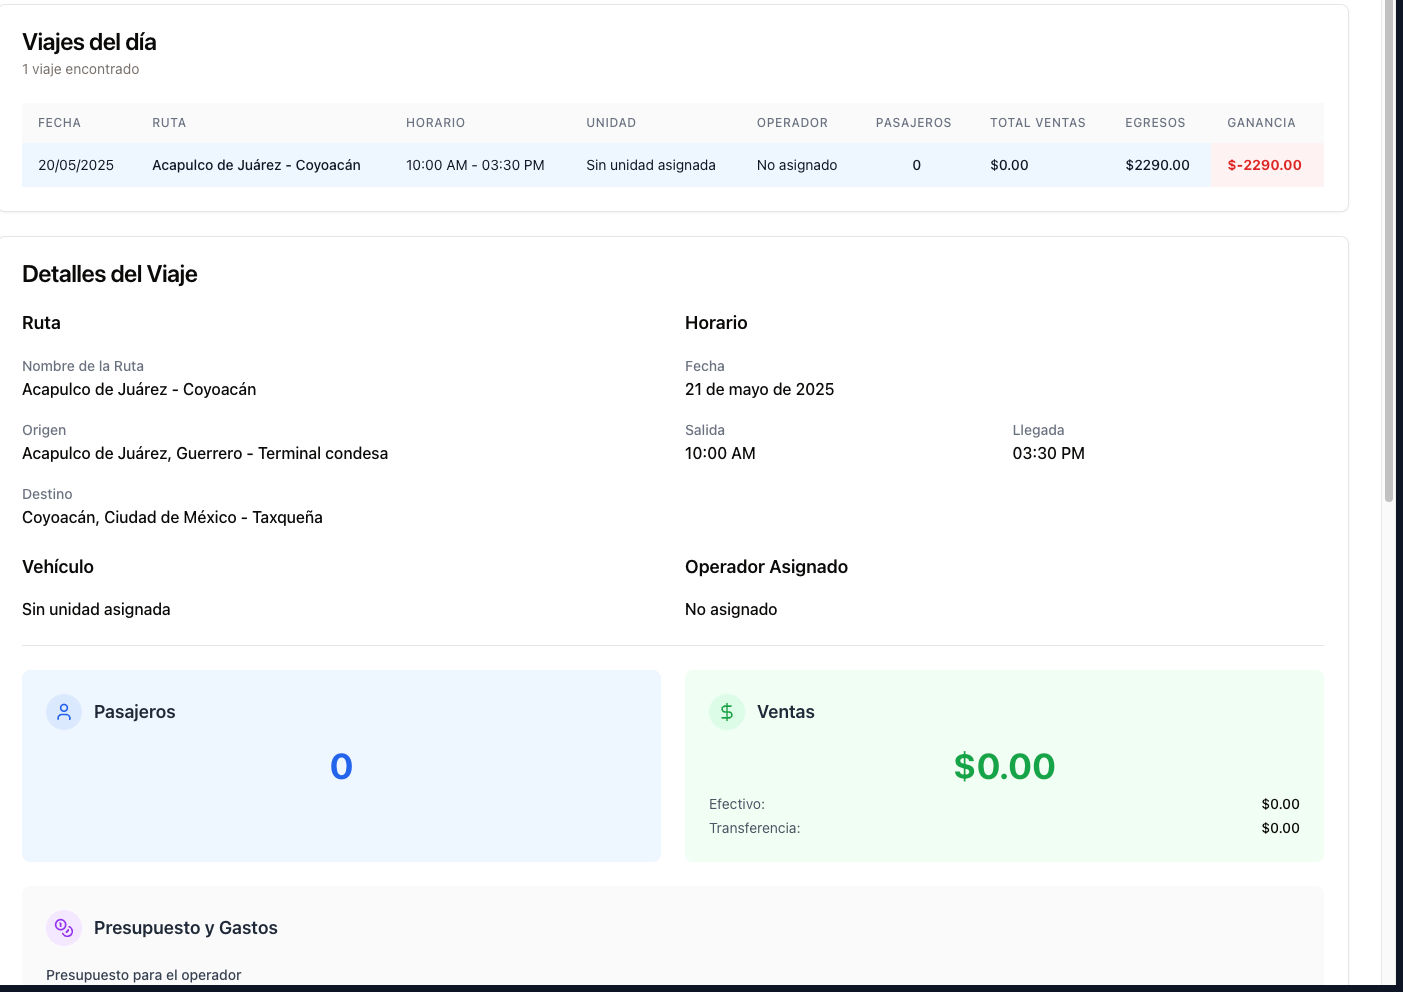 Viajes del día
1 viaje encontrado
FECHA RUTA HORARIO UNIDAD OPERADOR PASAJEROS TOTAL VENTAS EGRESOS GANANCIA
20/05/2025 Acapulco de Juárez - Coyoacán 10:00 AM - 03:30 PM Sin unidad asignada No asignado 0 $0.00 $2290.00 $-2290.00
Detalles del Viaje
Ruta
Nombre de la Ruta
Acapulco de Juárez - Coyoacán
Origen
Acapulco de Juárez, Guerrero - Terminal condesa
Destino
Coyoacán, Ciudad de México - Taxqueña
Horario
Fecha
21 de mayo de 2025
Salida Llegada
10:00 AM 03:30 PM
Vehículo
Sin unidad asignada
Operador Asignado
No asignado
Pasajeros
0
Ventas
$0.00
Efectivo: $0.00
Transferencia: $0.00
Presupuesto y Gastos
Presupuesto para el operador